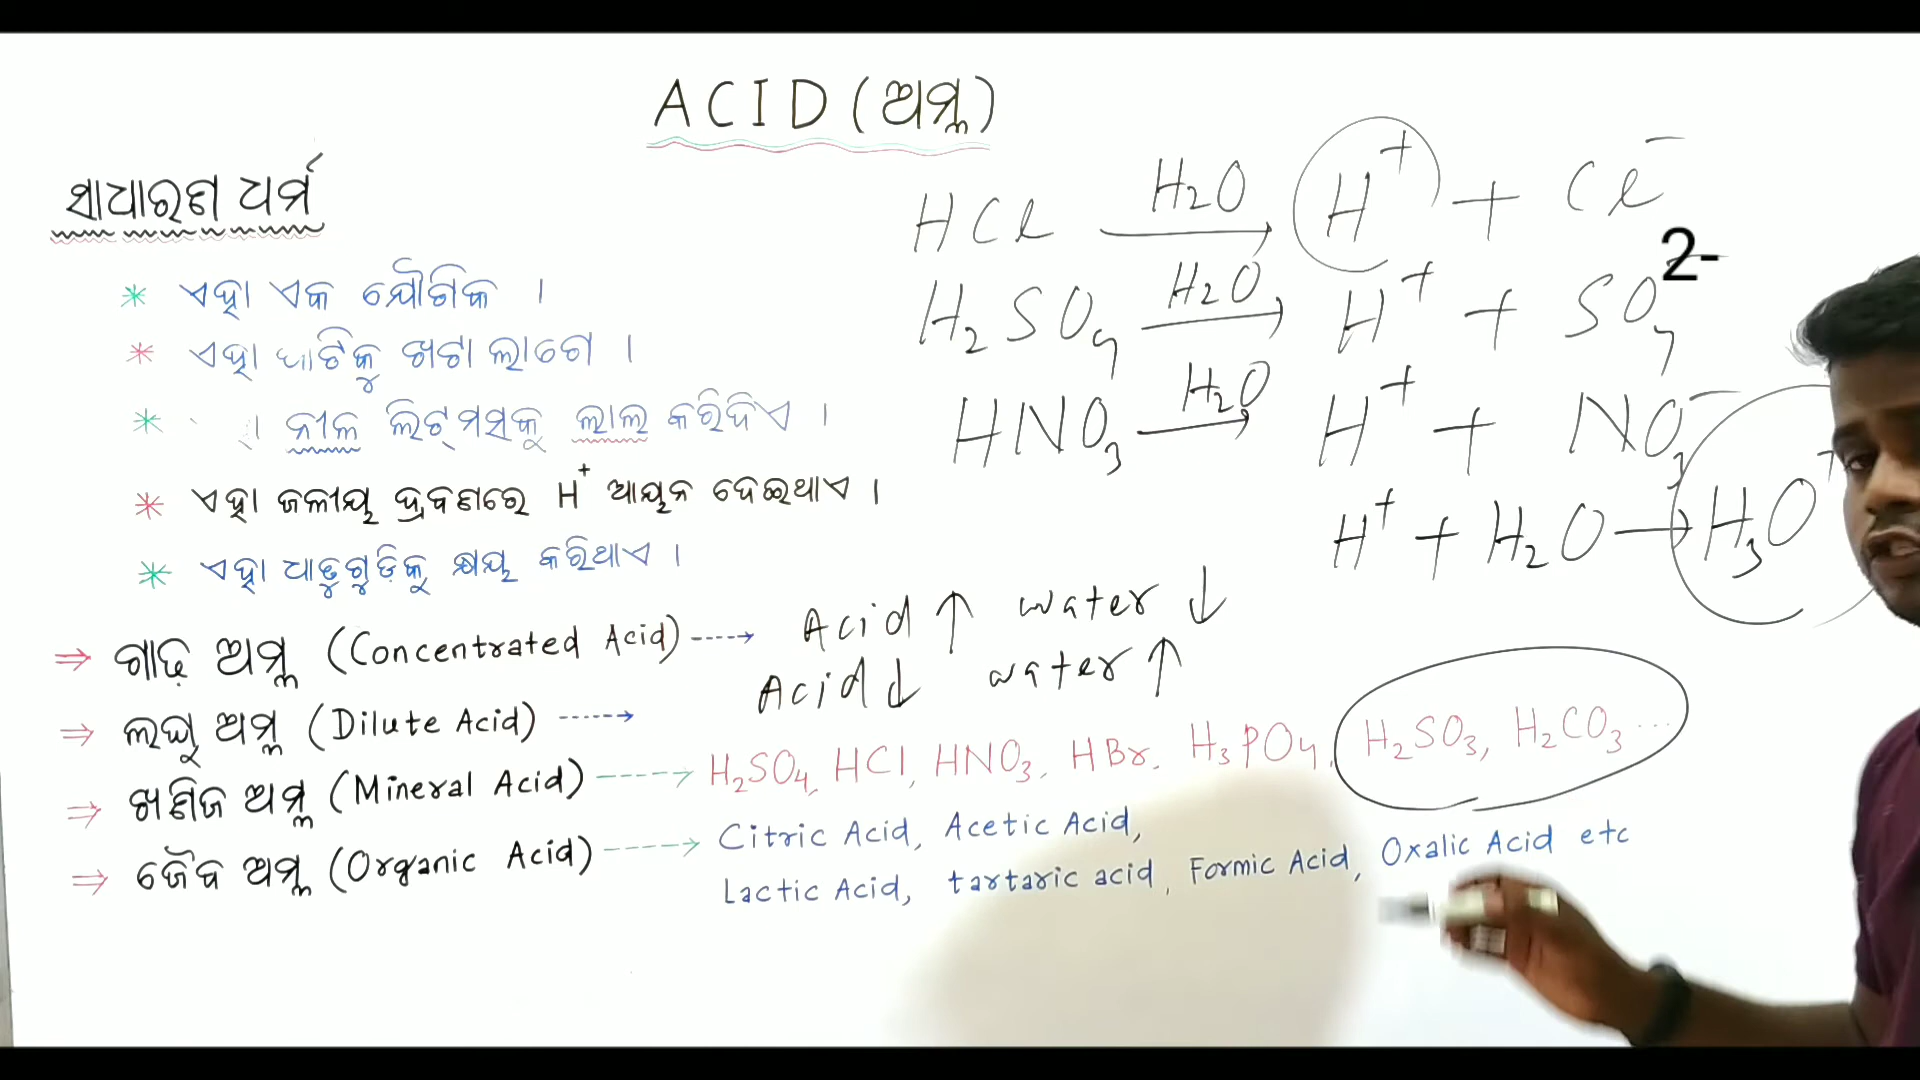 ACID (ଅମ୍ଳ)
ସାଧାରଣ ଧର୍ମ
* ଏହା ଏକ ଯୌଗିକ ।
* ଏହା ପାଟିକୁ ଖଟା ଲାଗେ ।
* ନୀଳ ଲିଟ୍ମସକୁ ଲାଲ କରିଦିଏ ।
* ଏହା ଜଳୀୟ ଦ୍ରବଣରେ H⁺ ଆୟନ ଦେଇଥାଏ ।
* ଏହା ଧାତୁଗୁଡ଼ିକୁ କ୍ଷୟ କରିଥାଏ ।
HCl —H₂O→ H⁺ + Cl⁻
H₂SO₄ —H₂O→ H⁺ + SO₄ 2-
HNO₃ —H₂O→ H⁺ + NO₃⁻
H⁺ + H₂O → H₃O⁺
⇒ ଗାଢ଼ ଅମ୍ଳ (Concentrated Acid) ----> Acid ↑ water ↓
⇒ ଲଘୁ ଅମ୍ଳ (Dilute Acid) ----> Acid ↓ water ↑
⇒ ଖଣିଜ ଅମ୍ଳ (Mineral Acid) ----> H₂SO₄, HCl, HNO₃, HBr, H₃PO₄, H₂SO₃, H₂CO₃ ...
⇒ ଜୈବ ଅମ୍ଳ (Organic Acid) ----> Citric Acid, Acetic Acid,
Lactic Acid, tartaric acid, Formic Acid, Oxalic Acid etc